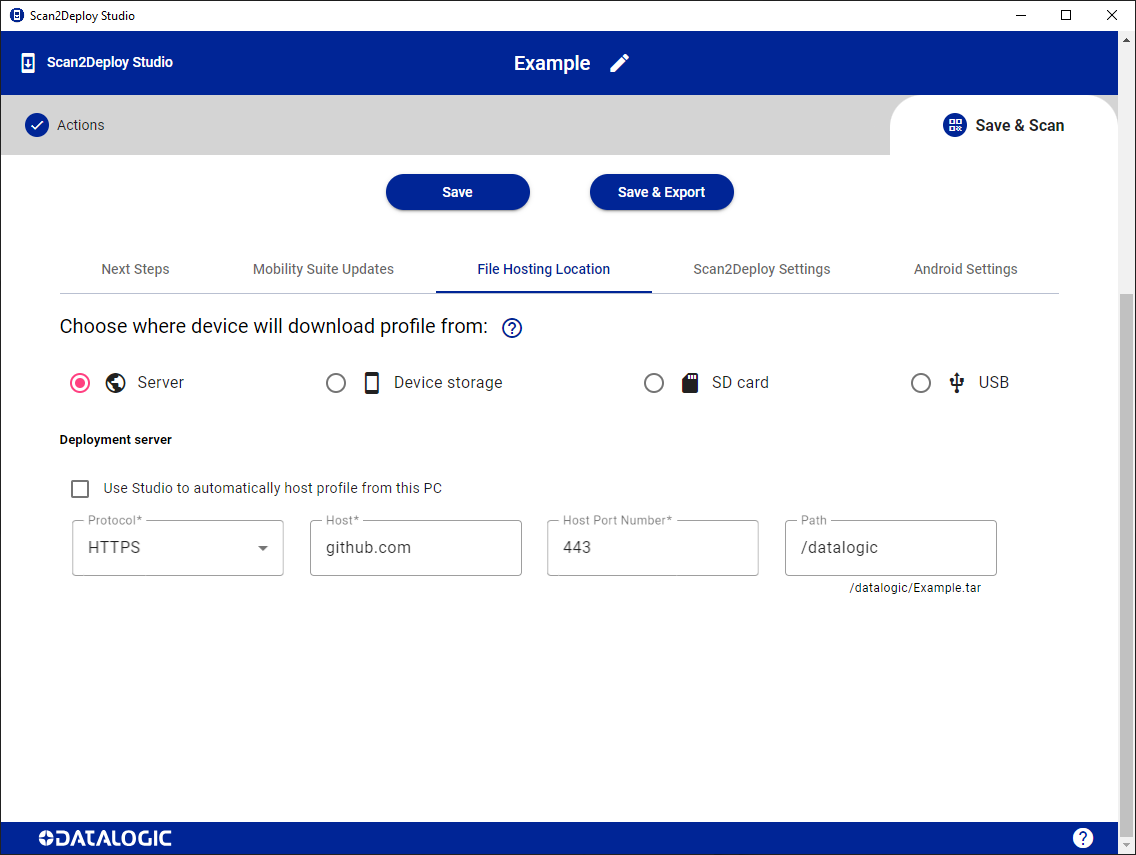 Scan2Deploy Studio
Scan2Deploy Studio
Example
Actions
Save & Scan
Save
Save & Export
Next Steps
Mobility Suite Updates
File Hosting Location
Scan2Deploy Settings
Android Settings
Choose where device will download profile from:
Server
Device storage
SD card
USB
Deployment server
Use Studio to automatically host profile from this PC
Protocol*
HTTPS
Host*
github.com
Host Port Number*
443
Path
/datalogic
/datalogic/Example.tar
DATALOGIC